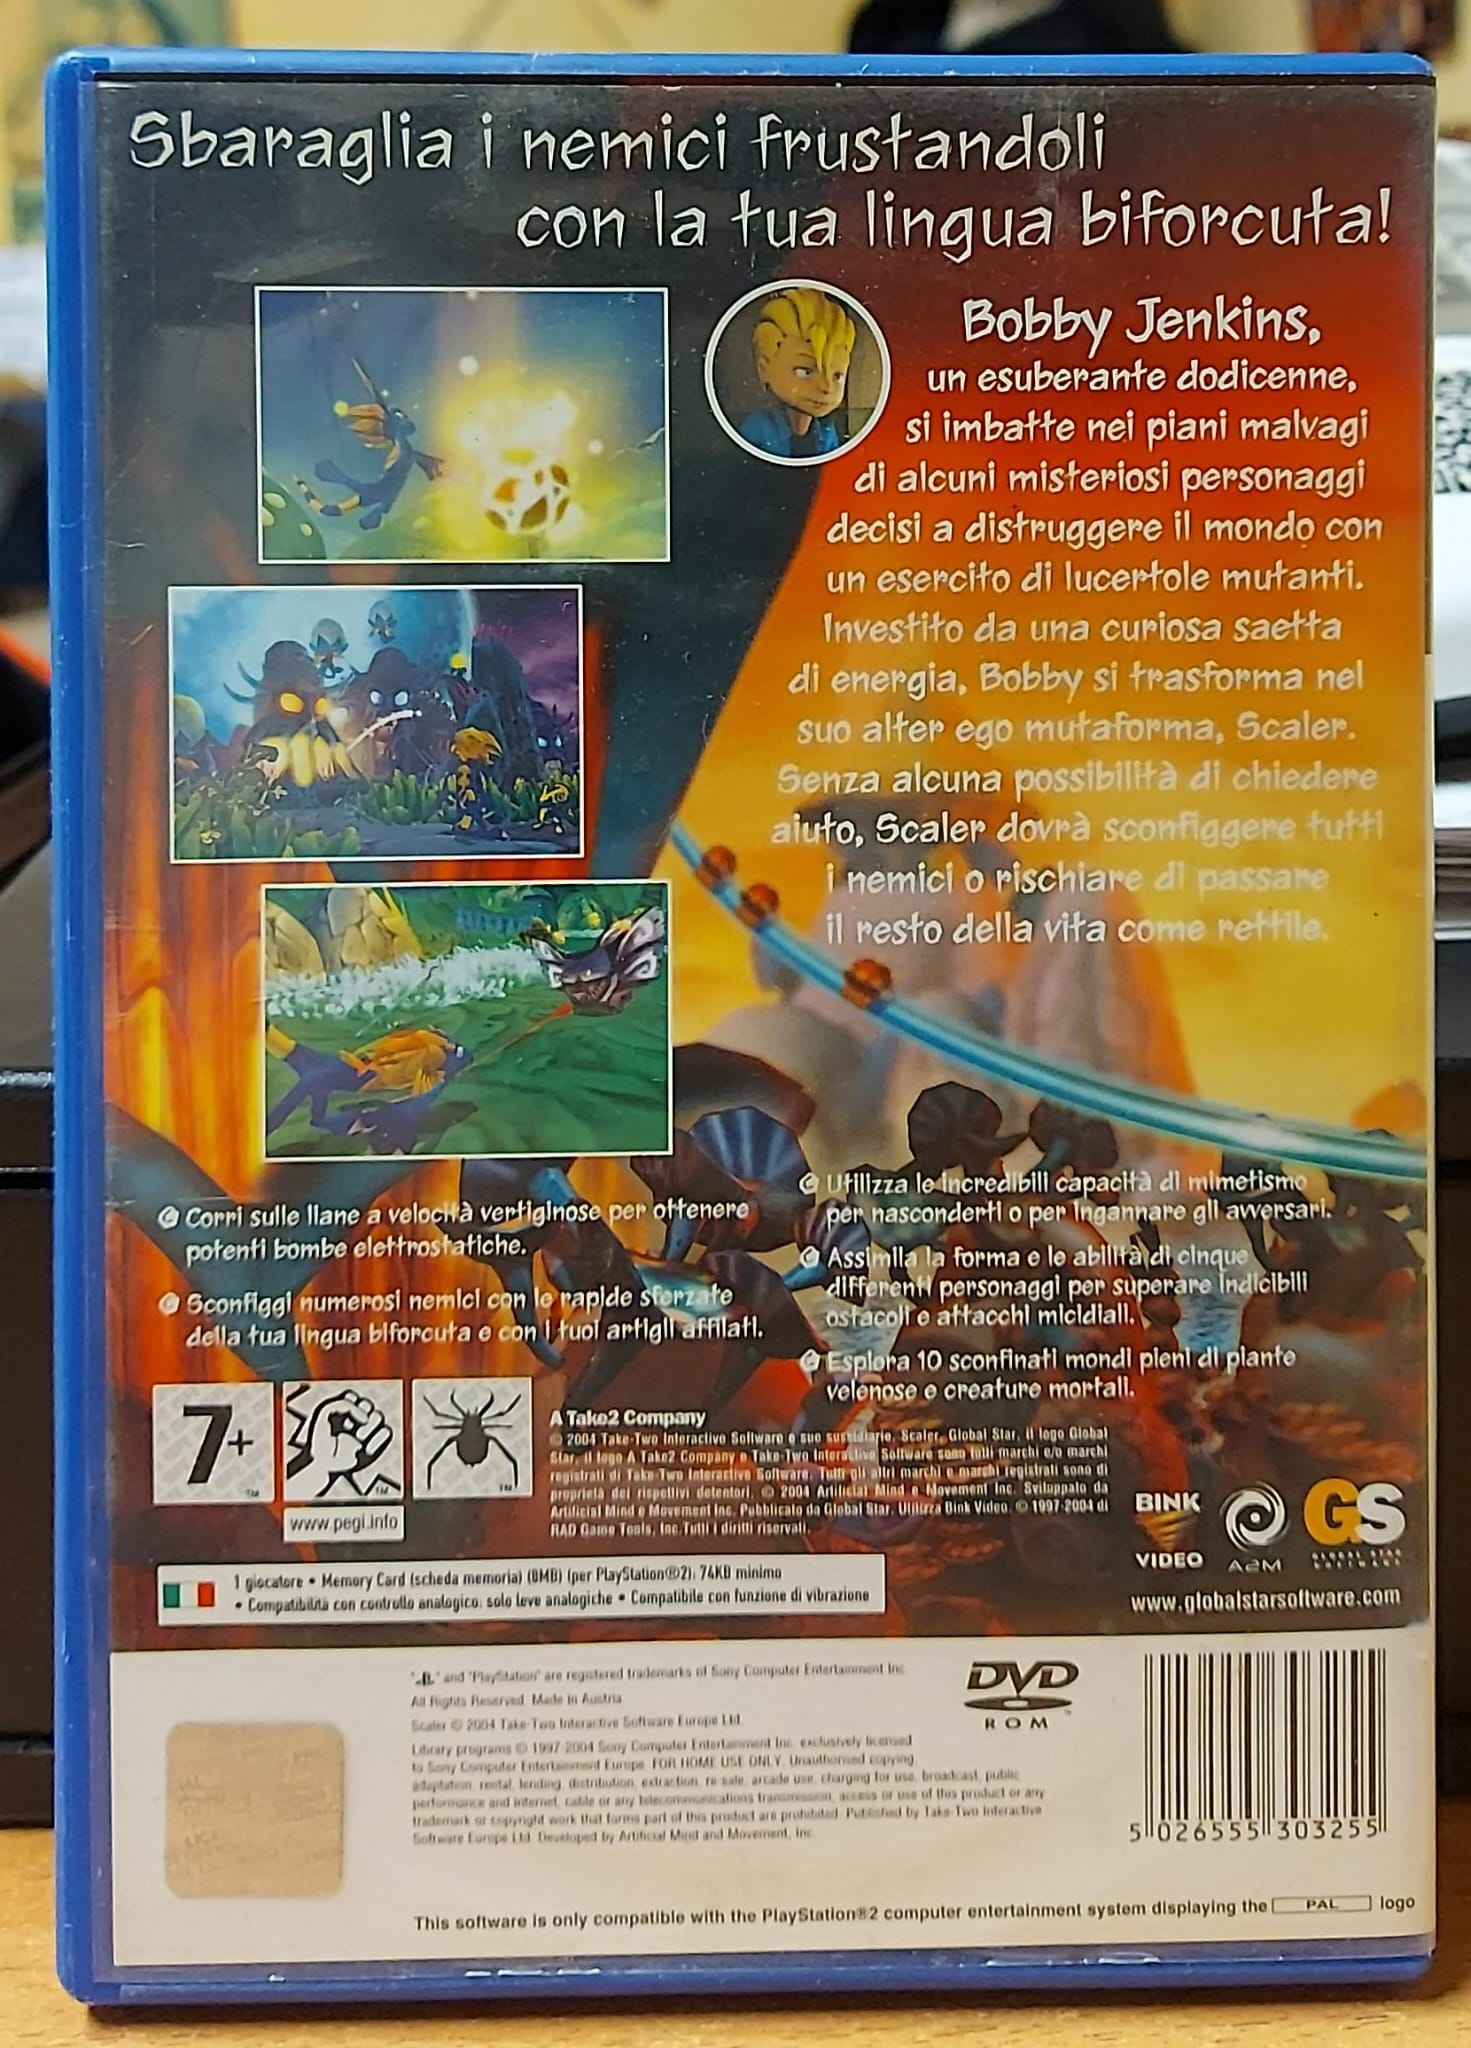 Sbaraglia i nemici frustandoli
con la tua lingua biforcuta!
Bobby Jenkins,
un esuberante dodicenne,
si imbatte nei piani malvagi
di alcuni misteriosi personaggi
decisi a distruggere il mondo con
un esercito di lucertole mutanti.
Investito da una curiosa saetta
di energia, Bobby si trasforma nel
suo alter ego mutaforma, Scaler.
Senza alcuna possibilità di chiedere
aiuto, Scaler dovrà sconfiggere tutti
i nemici o rischiare di passare
il resto della vita come rettile.
Corri sulle liane a velocità vertiginose per ottenere
potenti bombe elettrostatiche.
Sconfiggi numerosi nemici con le rapide sferzate
della tua lingua biforcuta e con i tuoi artigli affilati.
Utilizza le incredibili capacità di mimetismo
per nasconderti o per ingannare gli avversari.
Assimila la forma e le abilità di cinque
differenti personaggi per superare indicibili
ostacoli e attacchi micidiali.
Esplora 10 sconfinati mondi pieni di piante
velenose e creature mortali.
7+
TM TM TM
www.pegi.info
A Take2 Company
© 2004 Take-Two Interactive Software e sue sussidiarie. Scaler, Global Star, il logo Global
Star, il logo A Take2 Company e Take-Two Interactive Software sono tutti marchi e/o marchi
registrati di Take-Two Interactive Software. Tutti gli altri marchi e marchi registrati sono di
proprietà dei rispettivi detentori. © 2004 Artificial Mind e Movement Inc. Sviluppato da
Artificial Mind e Movement Inc. Pubblicato da Global Star. Utilizza Bink Video. © 1997-2004 di
RAD Game Tools, Inc. Tutti i diritti riservati.
BINK
VIDEO
A2M
GS
www.globalstarsoftware.com
1 giocatore • Memory Card (scheda memoria) (8MB) (per PlayStation®2): 74KB minimo
• Compatibilità con controllo analogico: solo leve analogiche • Compatibile con funzione di vibrazione
" " and "PlayStation" are registered trademarks of Sony Computer Entertainment Inc.
All Rights Reserved. Made in Austria
Scaler © 2004 Take-Two Interactive Software Europe Ltd.
Library programs © 1997-2004 Sony Computer Entertainment Inc. exclusively licensed
to Sony Computer Entertainment Europe. FOR HOME USE ONLY. Unauthorised copying,
adaptation, rental, lending, distribution, extraction, re-sale, arcade use, charging for use, broadcast, public
performance and internet, cable or any telecommunications transmission, access or use of this product or any
trademark or copyright work that forms part of this product are prohibited. Published by Take-Two Interactive
Software Europe Ltd. Developed by Artificial Mind and Movement, Inc.
DVD
ROM
5 026555 303255
This software is only compatible with the PlayStation®2 computer entertainment system displaying the PAL logo